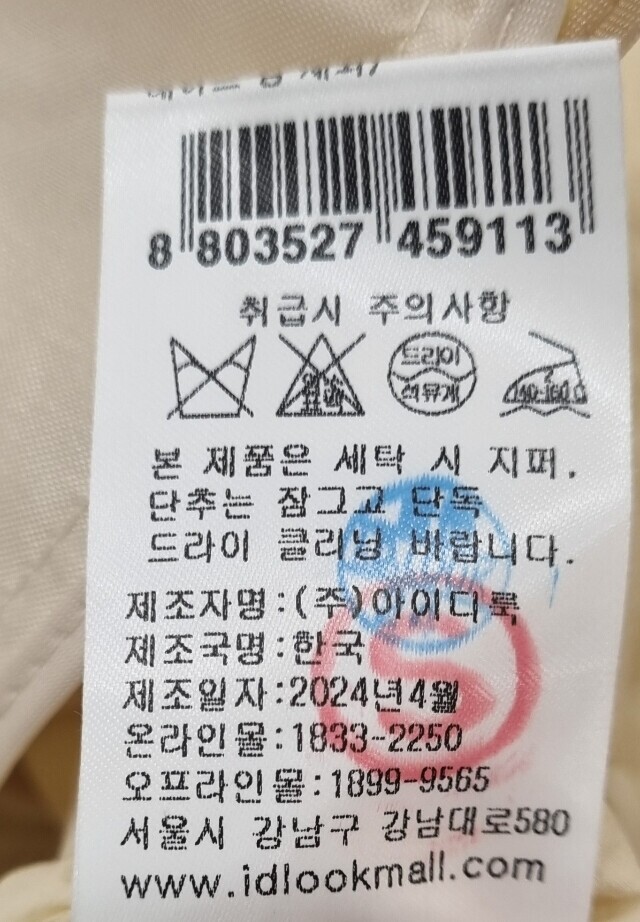 8 803527 459113
취급시 주의사항
드라이
석유계
140-160℃
본 제품은 세탁 시 지퍼.
단추는 잠그고 단독
드라이 클리닝 바랍니다.
제조자명:(주)아이디룩
제조국명:한국
제조일자:2024년4월
온라인몰:1833-2250
오프라인몰:1899-9565
서울시 강남구 강남대로580
www.idlookmall.com